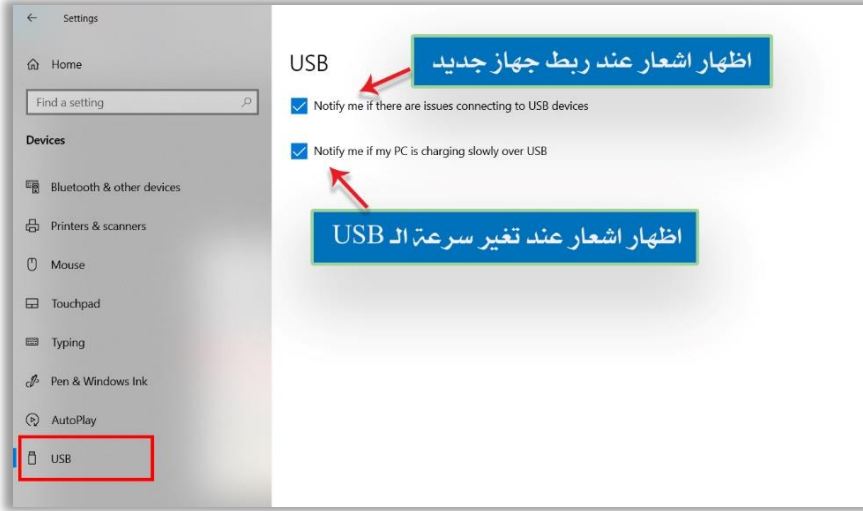 Settings
Home
Find a setting
Devices
Bluetooth & other devices
Printers & scanners
Mouse
Touchpad
Typing
Pen & Windows Ink
AutoPlay
USB
USB
اظهار اشعار عند ربط جهاز جديد
Notify me if there are issues connecting to USB devices
Notify me if my PC is charging slowly over USB
اظهار اشعار عند تغير سرعة الـ USB